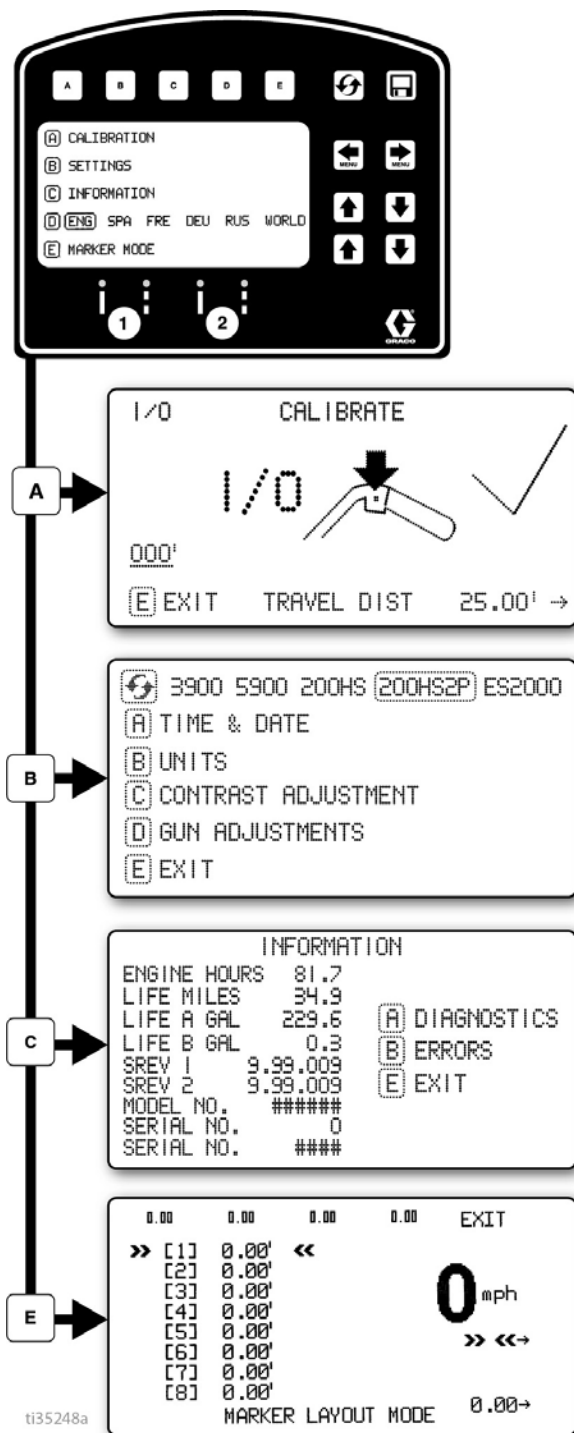 A B C D E
A CALIBRATION
B SETTINGS
C INFORMATION
D ENG SPA FRE DEU RUS WORLD
E MARKER MODE
MENU MENU
1 2
GRACO
A
I/O CALIBRATE
I/O
000'
E EXIT TRAVEL DIST 25.00' →
B
3900 5900 200HS 200HS2P ES2000
A TIME & DATE
B UNITS
C CONTRAST ADJUSTMENT
D GUN ADJUSTMENTS
E EXIT
C
INFORMATION
ENGINE HOURS 81.7
LIFE MILES 34.9
LIFE A GAL 229.6
LIFE B GAL 0.3
SREV 1 9.99.009
SREV 2 9.99.009
MODEL NO. ######
SERIAL NO. 0
SERIAL NO. ####
A DIAGNOSTICS
B ERRORS
E EXIT
E
0.00 0.00 0.00 0.00 EXIT
» [1] 0.00' «
[2] 0.00'
[3] 0.00'
[4] 0.00'
[5] 0.00'
[6] 0.00'
[7] 0.00'
[8] 0.00'
0 mph
» «→
MARKER LAYOUT MODE 0.00→
ti35248a